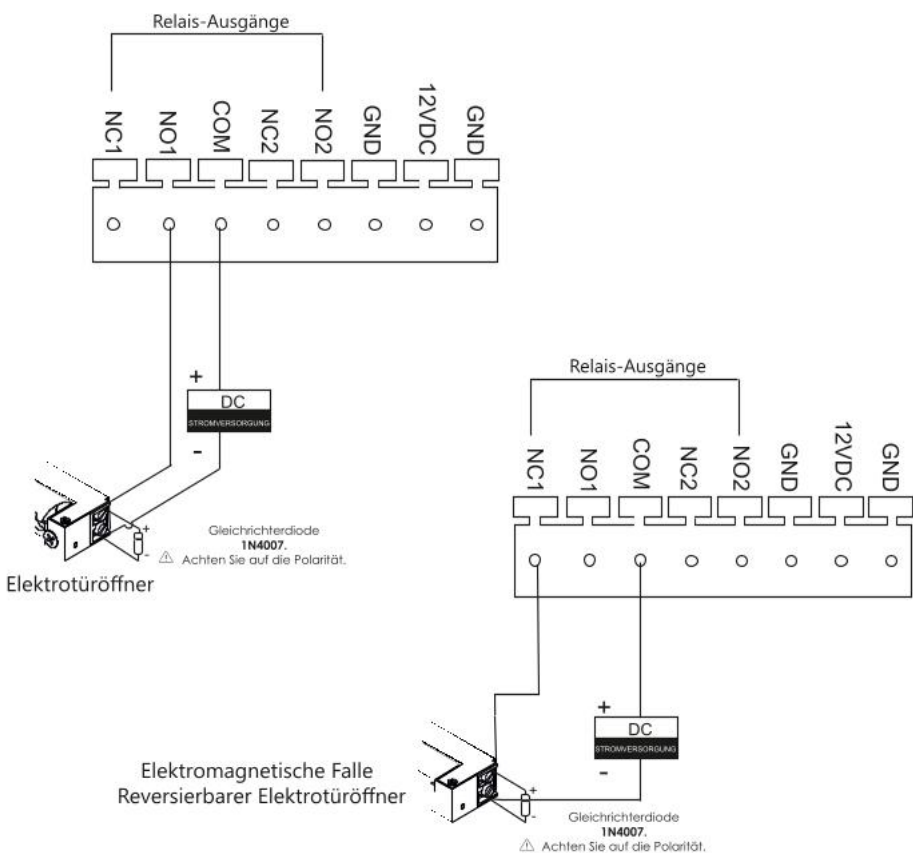 Relais-Ausgänge
NC1
NO1
COM
NC2
NO2
GND
12VDC
GND
+
DC
STROMVERSORGUNG
-
+
-
Gleichrichterdiode
1N4007.
⚠ Achten Sie auf die Polarität.
Elektrotüröffner
Relais-Ausgänge
NC1
NO1
COM
NC2
NO2
GND
12VDC
GND
+
DC
STROMVERSORGUNG
-
+
-
Elektromagnetische Falle
Reversierbarer Elektrotüröffner
Gleichrichterdiode
1N4007.
⚠ Achten Sie auf die Polarität.